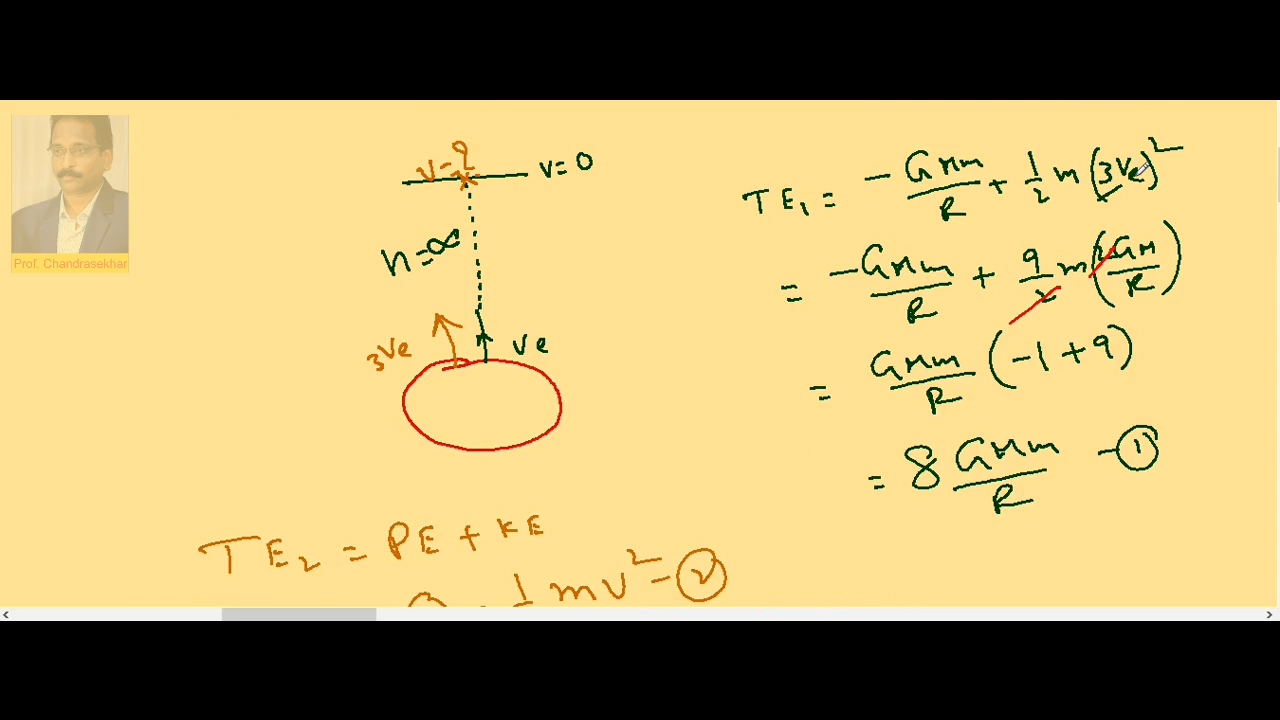 Prof. Chandrasekhar
v=?
v=0
h=∞
3Ve
Ve
TE₁ = -GMm/R + 1/2 m (3Ve)²
= -GMm/R + 9/2 m (2GM/R)
= GMm/R (-1+9)
= 8 GMm/R -①
TE₂ = PE + KE
1/2 mv² -②